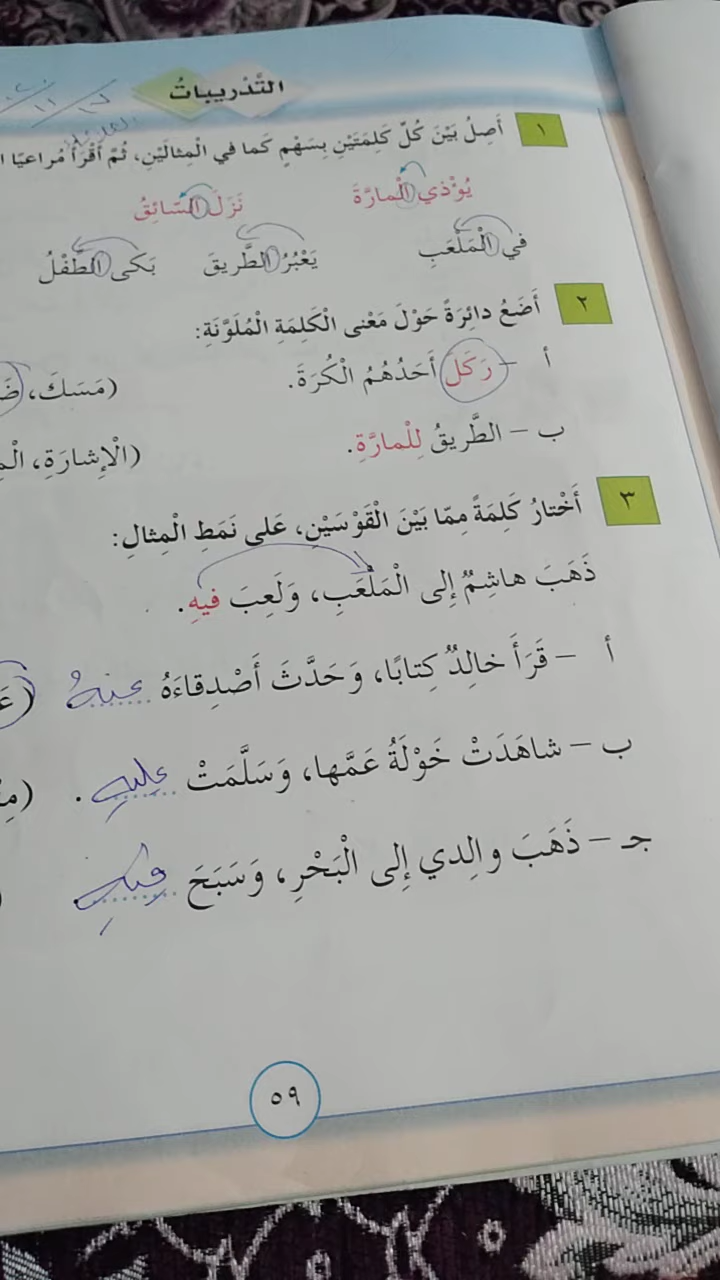 التَّدْريباتُ
١ أَصِلُ بَيْنَ كُلِّ كَلِمَتَيْنِ بِسَهْمٍ كَما في الْمِثالَيْنِ، ثُمَّ أَقْرَأُ مُراعِيًا
يُؤْذي الْمارَّةَ نَزَلَ السّائِقُ
في الْمَلْعَبِ يَعْبُرُ الطَّريقَ بَكى الطِّفْلُ
٢ أَضَعُ دائِرَةً حَوْلَ مَعْنى الْكَلِمَةِ الْمُلَوَّنَةِ:
أ - رَكَلَ أَحَدُهُمُ الْكُرَةَ. (مَسَكَ،
ب - الطَّريقُ لِلْمارَّةِ. (الْإِشارَةِ،
٣ أَخْتارُ كَلِمَةً مِمّا بَيْنَ الْقَوْسَيْنِ، عَلى نَمَطِ الْمِثالِ:
ذَهَبَ هاشِمٌ إِلى الْمَلْعَبِ، وَلَعِبَ فيهِ.
أ - قَرَأَ خالِدٌ كِتابًا، وَحَدَّثَ أَصْدِقاءَهُ عنهُ (
ب - شاهَدَتْ خَوْلَةُ عَمَّها، وَسَلَّمَتْ عليهِ. (
جـ - ذَهَبَ والِدي إِلى الْبَحْرِ، وَسَبَحَ فيهِ.
٥٩